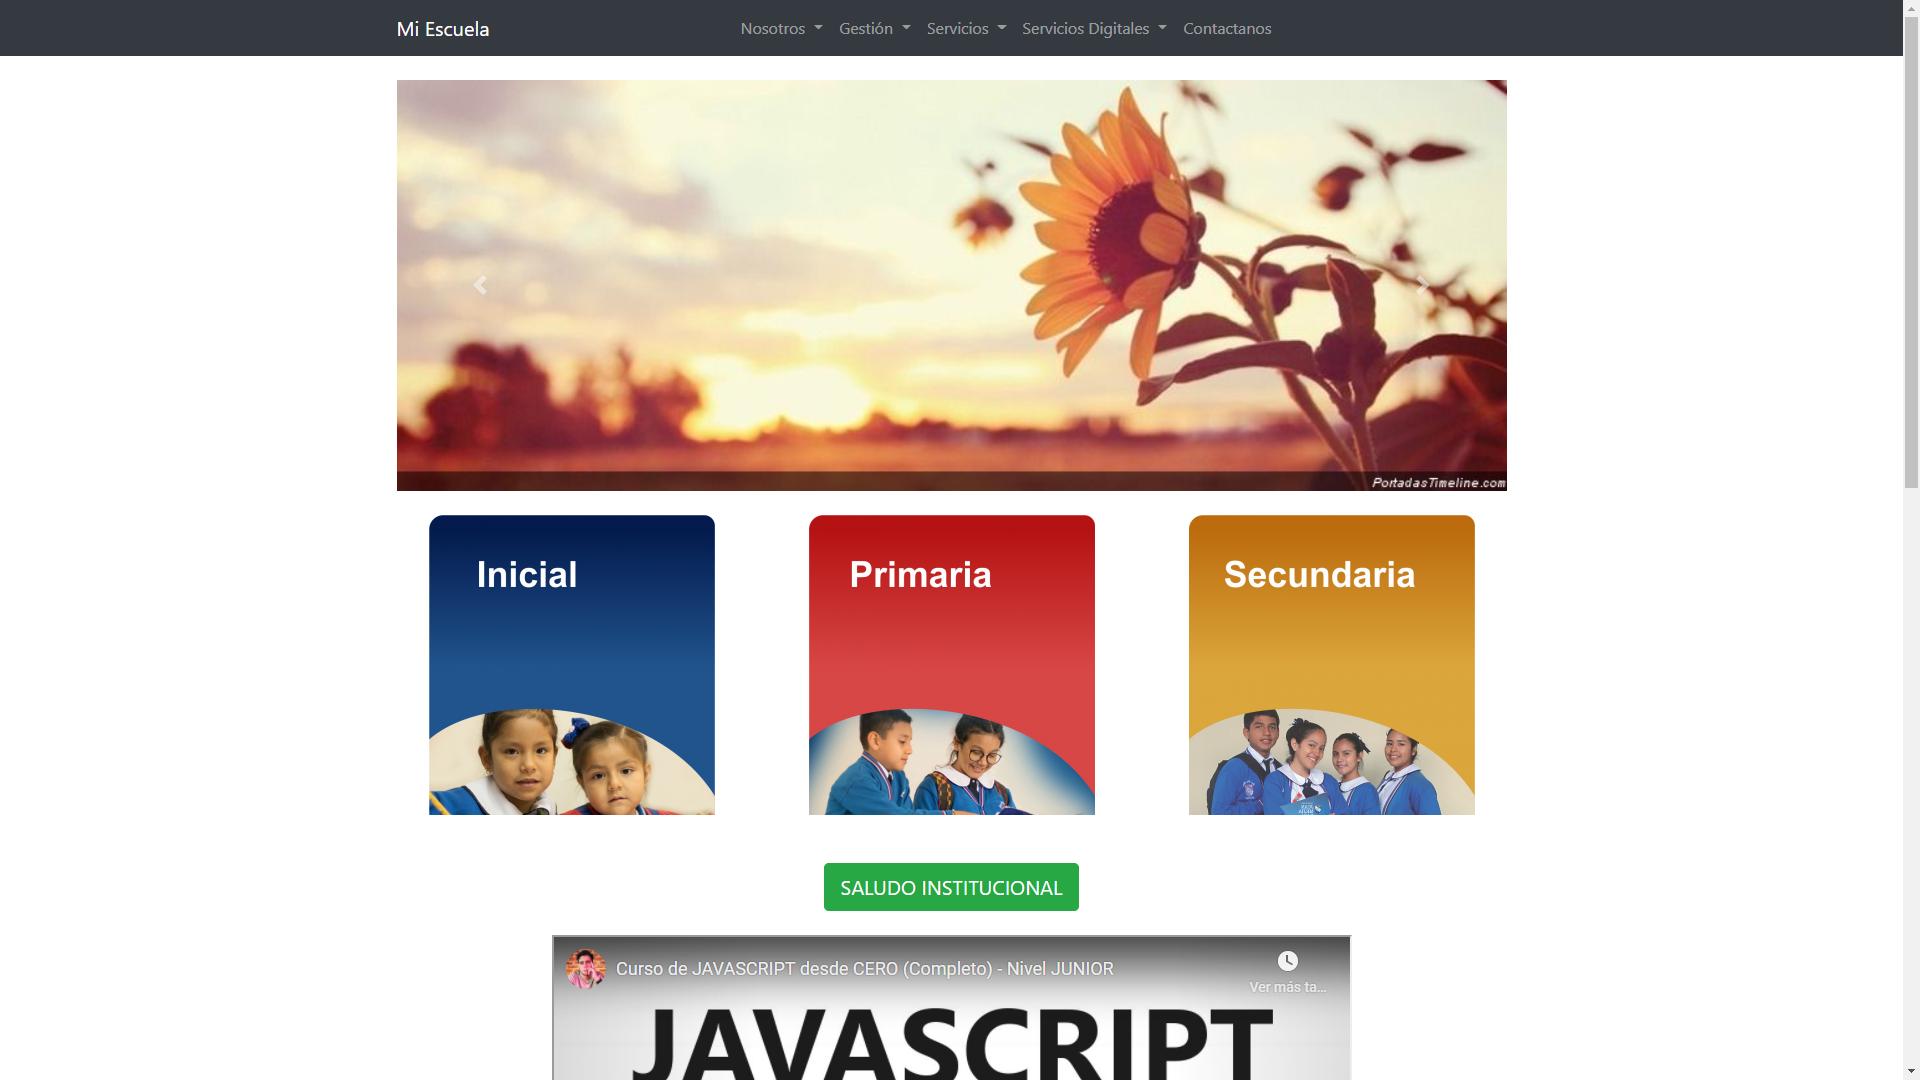 Mi Escuela
Nosotros
Gestión
Servicios
Servicios Digitales
Contactanos
PortadasTimeline.com
Inicial
Primaria
Secundaria
SALUDO INSTITUCIONAL
Curso de JAVASCRIPT desde CERO (Completo) - Nivel JUNIOR
Ver más ta...
JAVASCRIPT